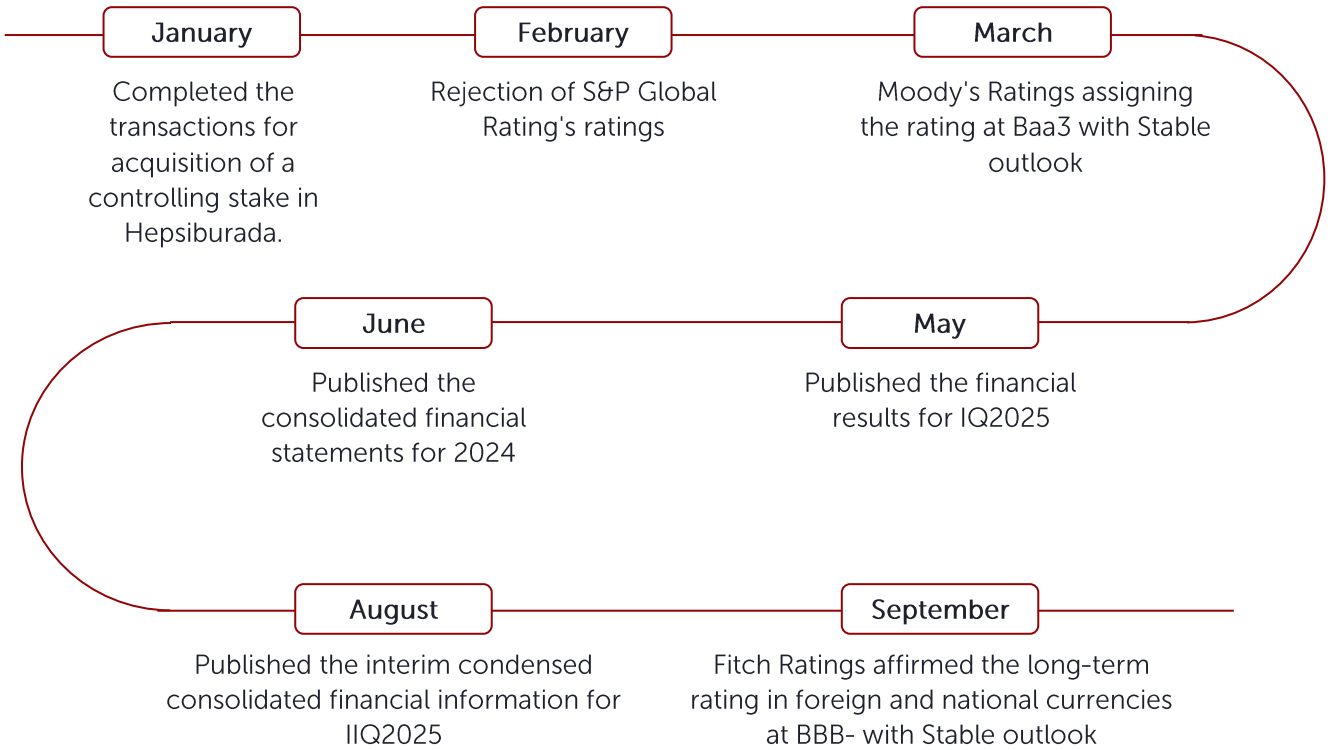 January
Completed the
transactions for
acquisition of a
controlling stake in
Hepsiburada.
February
Rejection of S&P Global
Rating's ratings
March
Moody's Ratings assigning
the rating at Baa3 with Stable
outlook
May
Published the financial
results for IQ2025
June
Published the
consolidated financial
statements for 2024
August
Published the interim condensed
consolidated financial information for
IIQ2025
September
Fitch Ratings affirmed the long-term
rating in foreign and national currencies
at BBB- with Stable outlook